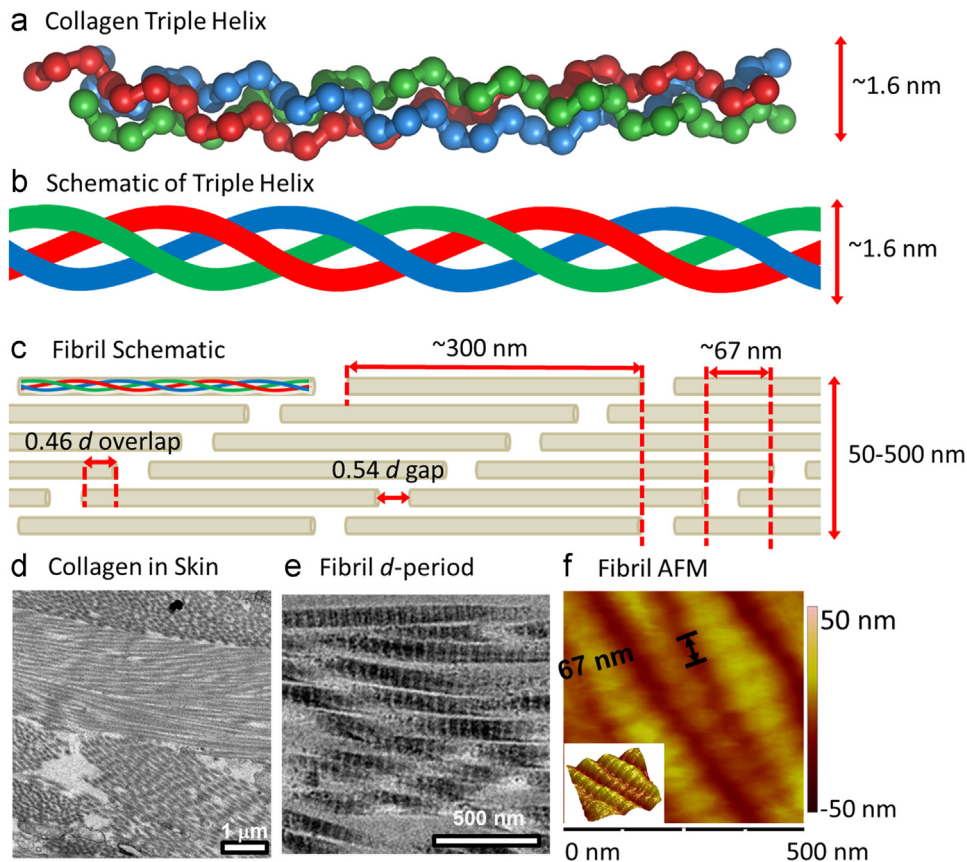 a Collagen Triple Helix
~1.6 nm
b Schematic of Triple Helix
~1.6 nm
c Fibril Schematic
~300 nm
~67 nm
0.46 d overlap
0.54 d gap
50-500 nm
d Collagen in Skin
1 μm
e Fibril d-period
500 nm
f Fibril AFM
67 nm
50 nm
-50 nm
0 nm
500 nm